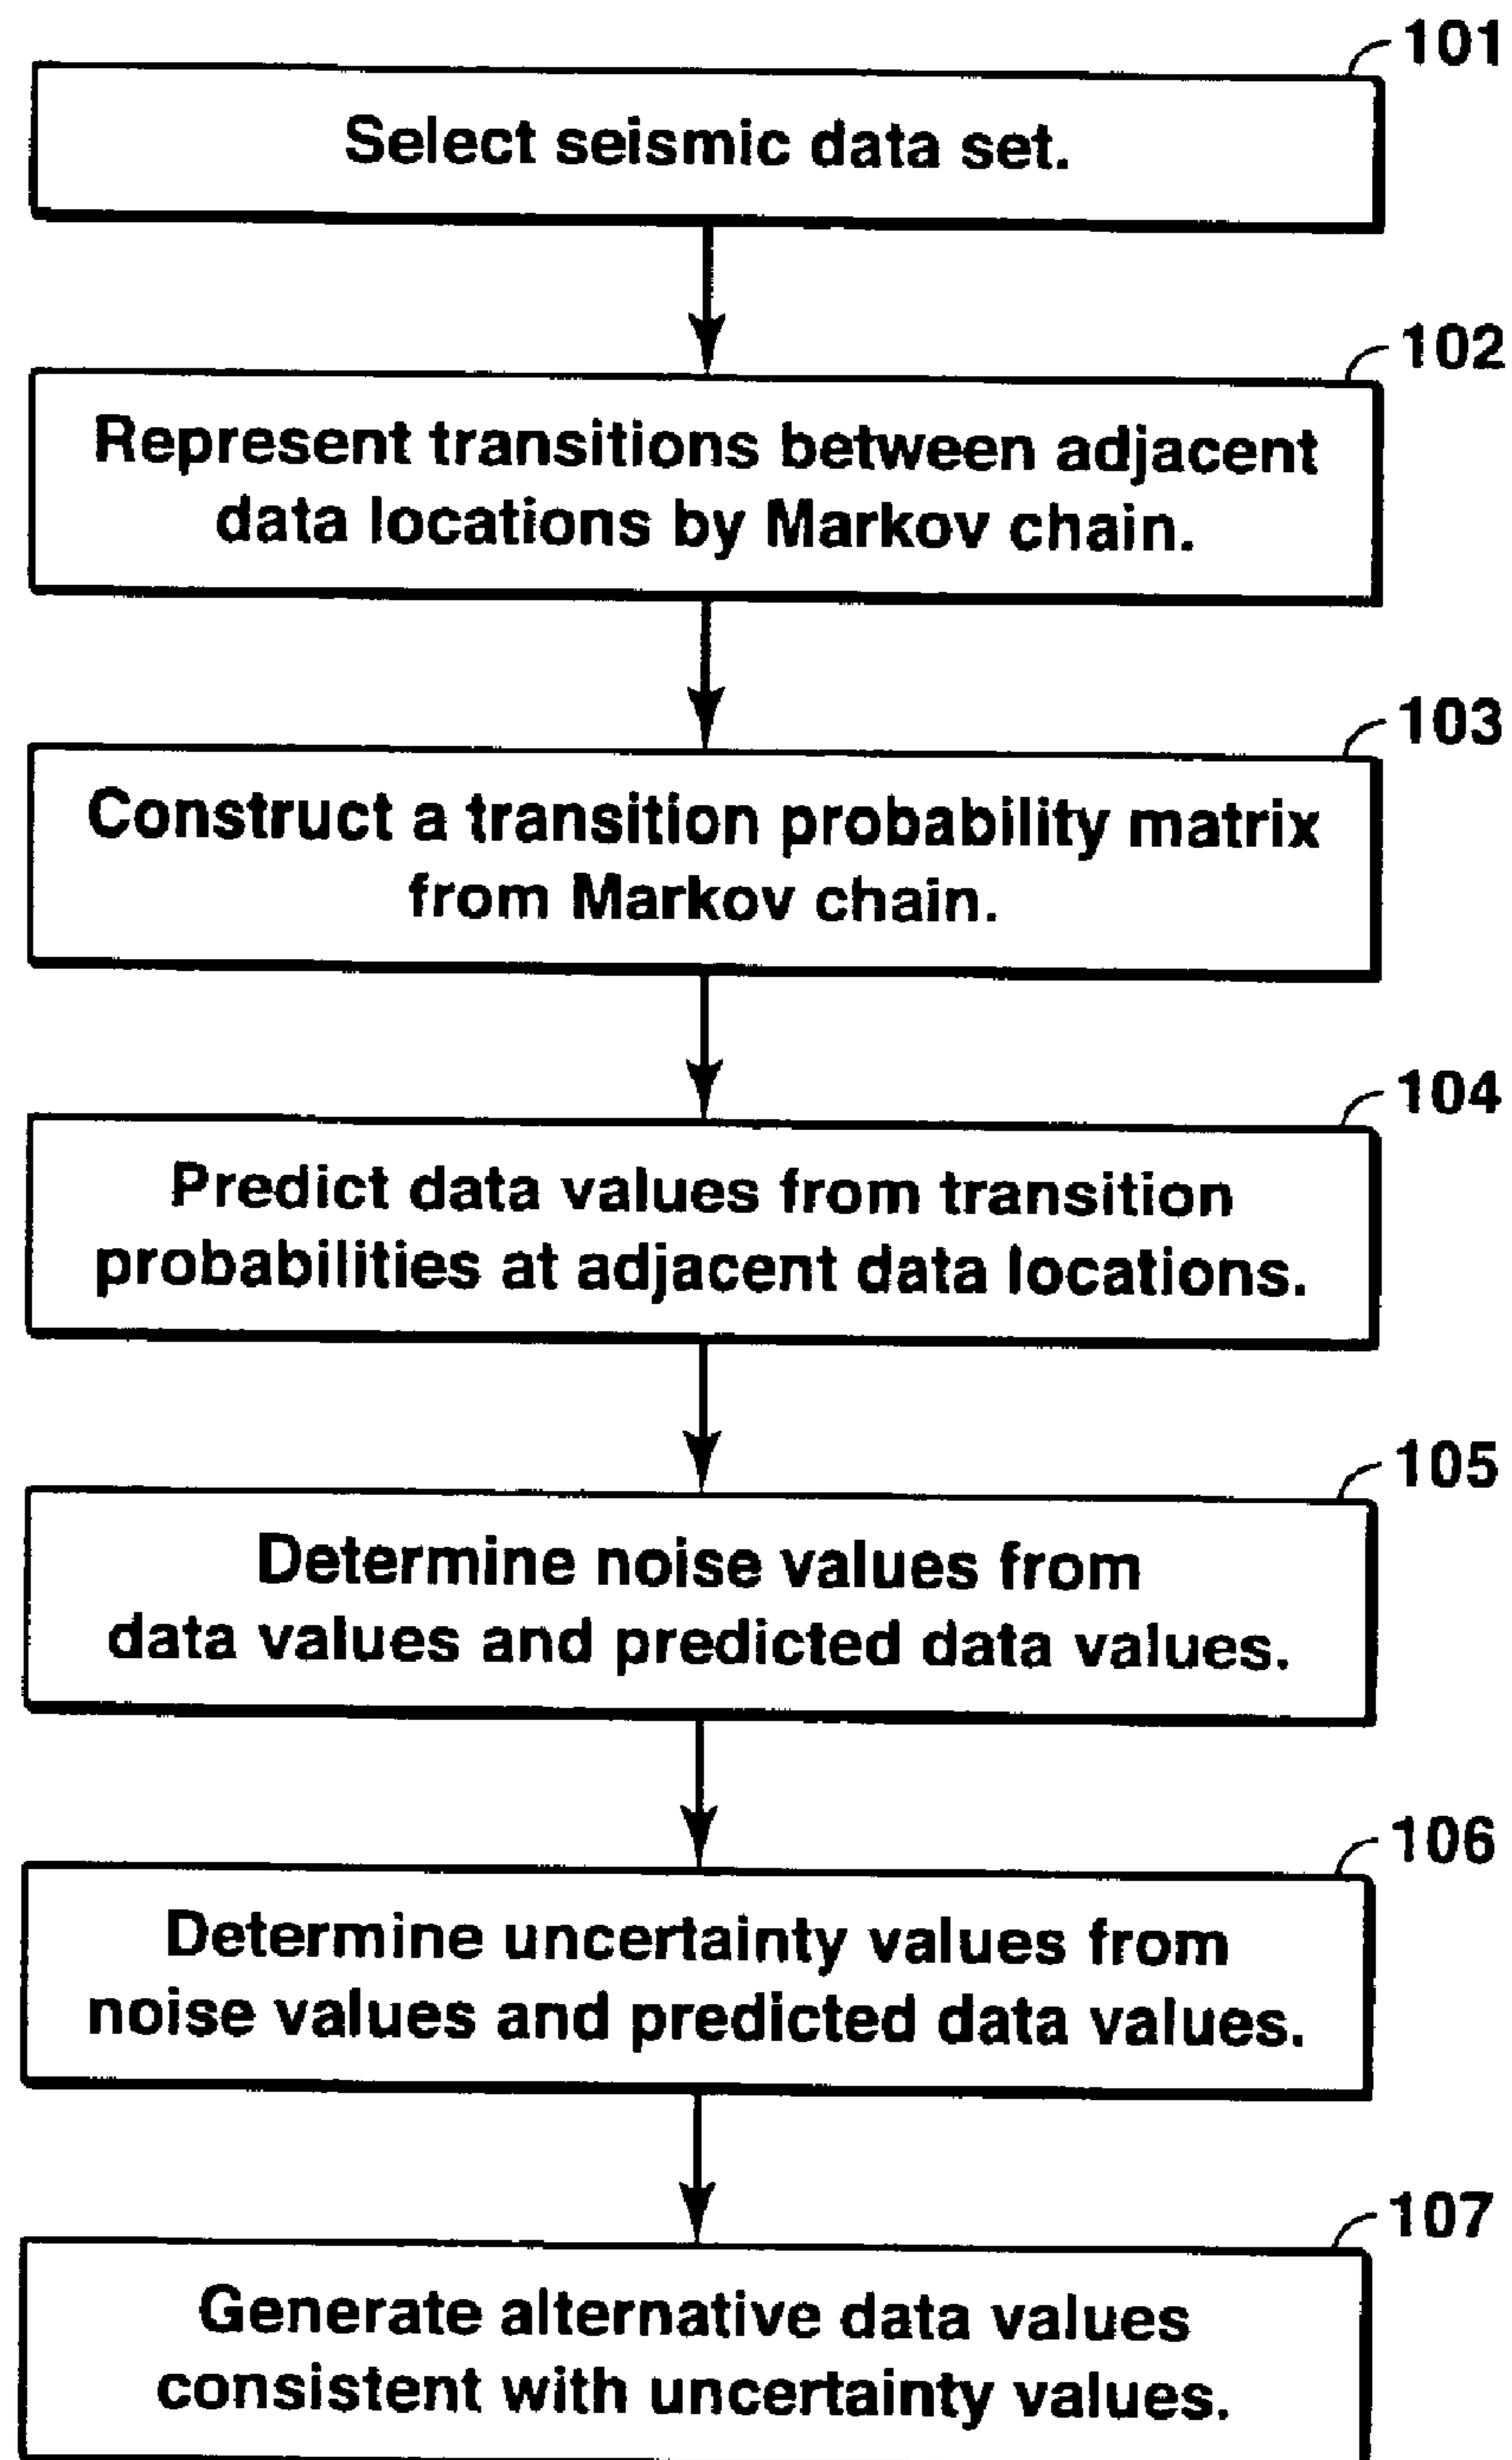 101
Select seismic data set.
102
Represent transitions between adjacent
data locations by Markov chain.
103
Construct a transition probability matrix
from Markov chain.
104
Predict data values from transition
probabilities at adjacent data locations.
105
Determine noise values from
data values and predicted data values.
106
Determine uncertainty values from
noise values and predicted data values.
107
Generate alternative data values
consistent with uncertainty values.